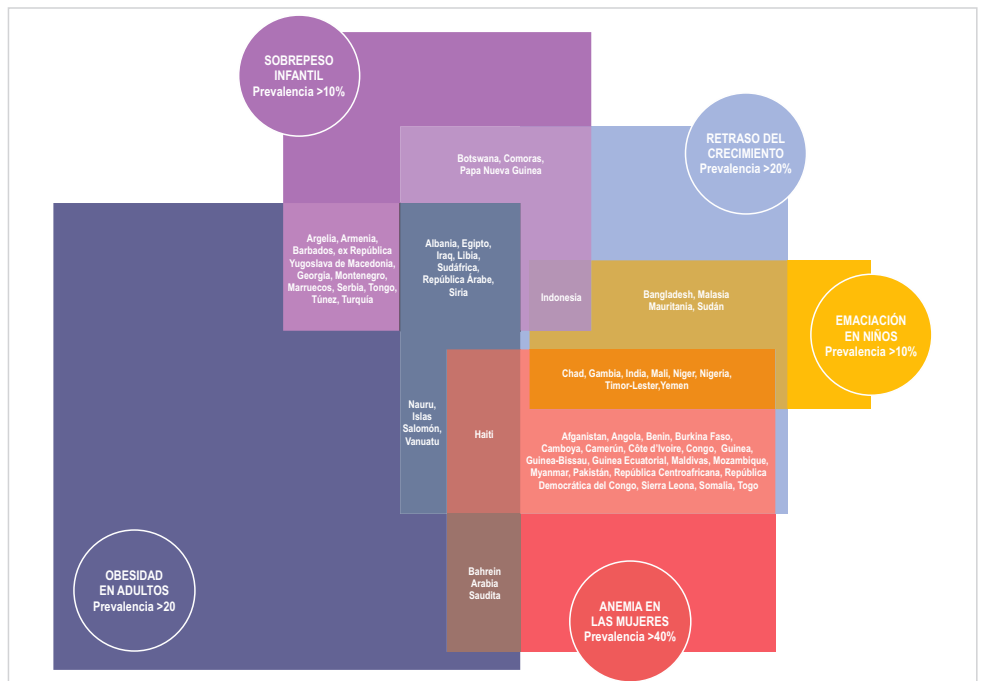 SOBREPESO
INFANTIL
Prevalencia >10%
RETRASO DEL
CRECIMIENTO
Prevalencia >20%
Botswana, Comoras,
Papa Nueva Guinea
Argelia, Armenia,
Barbados, ex República
Yugoslava de Macedonia,
Georgia, Montenegro,
Marruecos, Serbia, Tongo,
Túnez, Turquía
Albania, Egipto,
Iraq, Libia,
Sudáfrica,
República Árabe,
Siria
Indonesia
Bangladesh, Malasia
Mauritania, Sudán
EMACIACIÓN
EN NIÑOS
Prevalencia >10%
Chad, Gambia, India, Malí, Níger, Nigeria,
Timor-Lester,Yemen
Nauru,
Islas
Salomón,
Vanuatu
Haití
Afganistan, Angola, Benin, Burkina Faso,
Camboya, Camerún, Côte d'Ivoire, Congo, Guinea,
Guinea-Bissau, Guinea Ecuatorial, Maldivas, Mozambique,
Myanmar, Pakistán, República Centroafricana, República
Democrática del Congo, Sierra Leona, Somalia, Togo
OBESIDAD
EN ADULTOS
Prevalencia >20
Bahrein
Arabia
Saudita
ANEMIA EN
LAS MUJERES
Prevalencia >40%